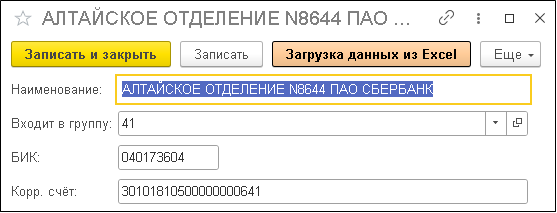 АЛТАЙСКОЕ ОТДЕЛЕНИЕ N8644 ПАО ...
Записать и закрыть Записать Загрузка данных из Excel Еще
Наименование: АЛТАЙСКОЕ ОТДЕЛЕНИЕ N8644 ПАО СБЕРБАНК
Входит в группу: 41
БИК: 040173604
Корр. счёт: 30101810500000000641